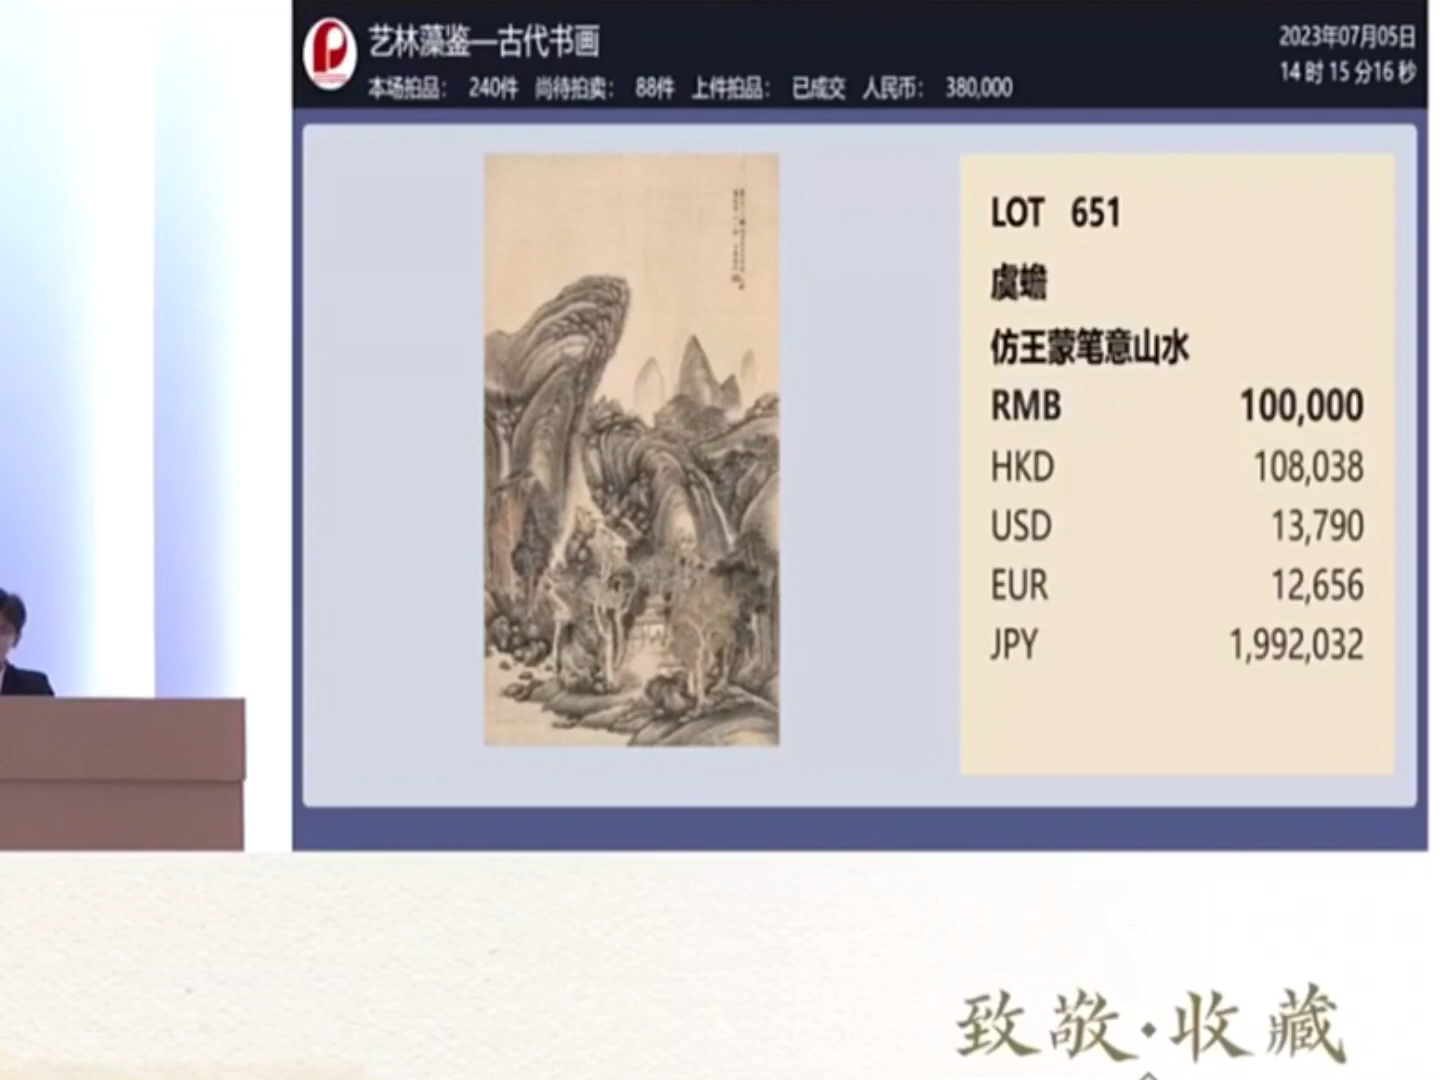 艺林藻鉴—古代书画
本场拍品： 240件 尚待拍卖： 88件 上件拍品： 已成交 人民币： 380,000
2023年07月05日
14 时 15 分16 秒
LOT 651
虞蟾
仿王蒙笔意山水
RMB 100,000
HKD 108,038
USD 13,790
EUR 12,656
JPY 1,992,032
致敬·收藏